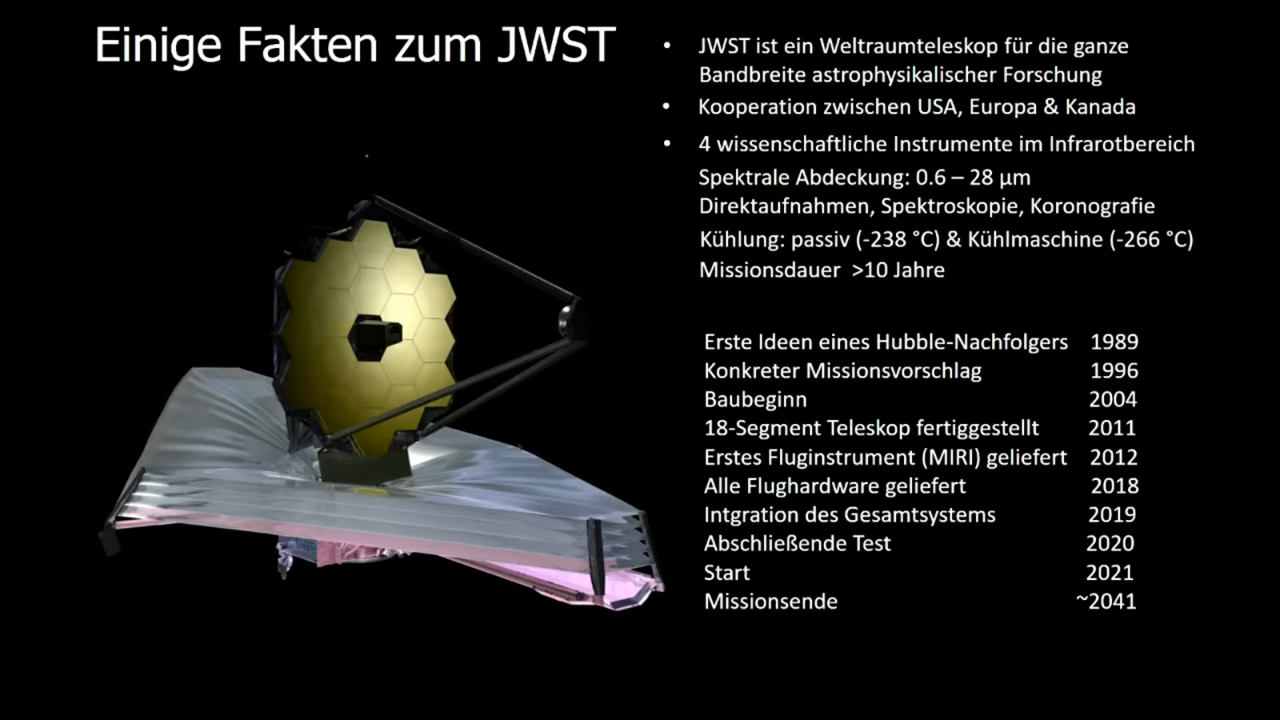 Einige Fakten zum JWST
• JWST ist ein Weltraumteleskop für die ganze
Bandbreite astrophysikalischer Forschung
• Kooperation zwischen USA, Europa & Kanada
• 4 wissenschaftliche Instrumente im Infrarotbereich
Spektrale Abdeckung: 0.6 – 28 µm
Direktaufnahmen, Spektroskopie, Koronografie
Kühlung: passiv (-238 °C) & Kühlmaschine (-266 °C)
Missionsdauer >10 Jahre
Erste Ideen eines Hubble-Nachfolgers 1989
Konkreter Missionsvorschlag 1996
Baubeginn 2004
18-Segment Teleskop fertiggestellt 2011
Erstes Fluginstrument (MIRI) geliefert 2012
Alle Flughardware geliefert 2018
Intgration des Gesamtsystems 2019
Abschließende Test 2020
Start 2021
Missionsende ~2041